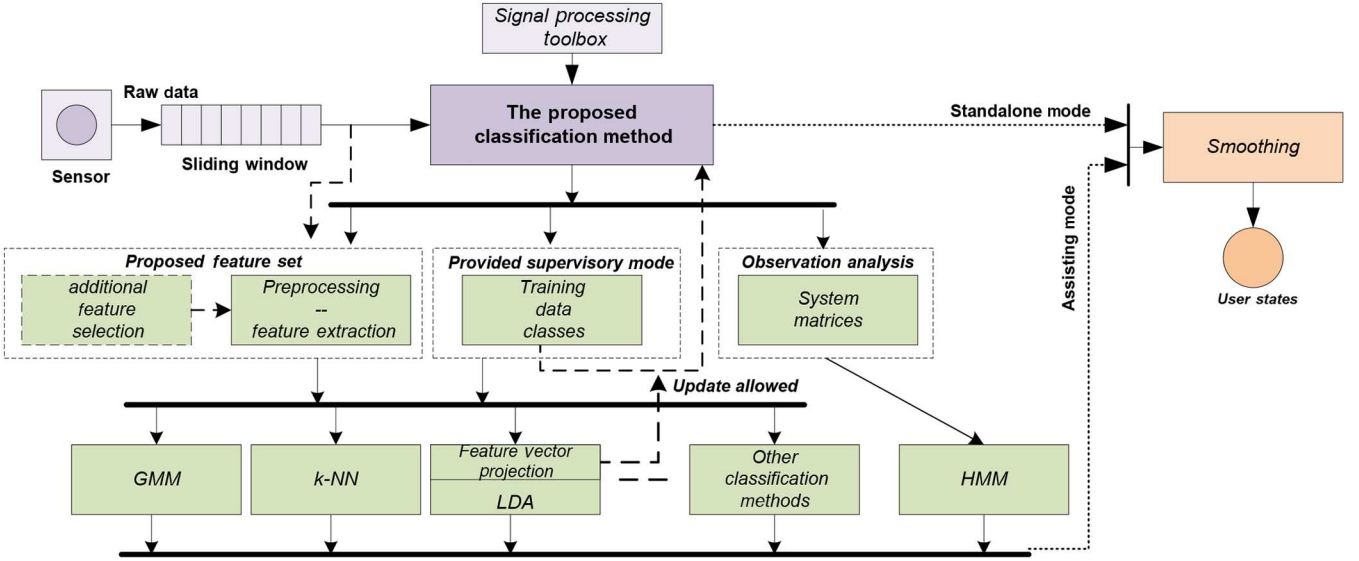 Signal processing
toolbox
Raw data
The proposed
classification method
Standalone mode
Smoothing
Sliding window
Sensor
Assisting mode
Proposed feature set
Provided supervisory mode
Observation analysis
additional
feature
selection
Preprocessing
--
feature extraction
Training
data
classes
System
matrices
User states
Update allowed
GMM
k-NN
Feature vector
projection
LDA
Other
classification
methods
HMM